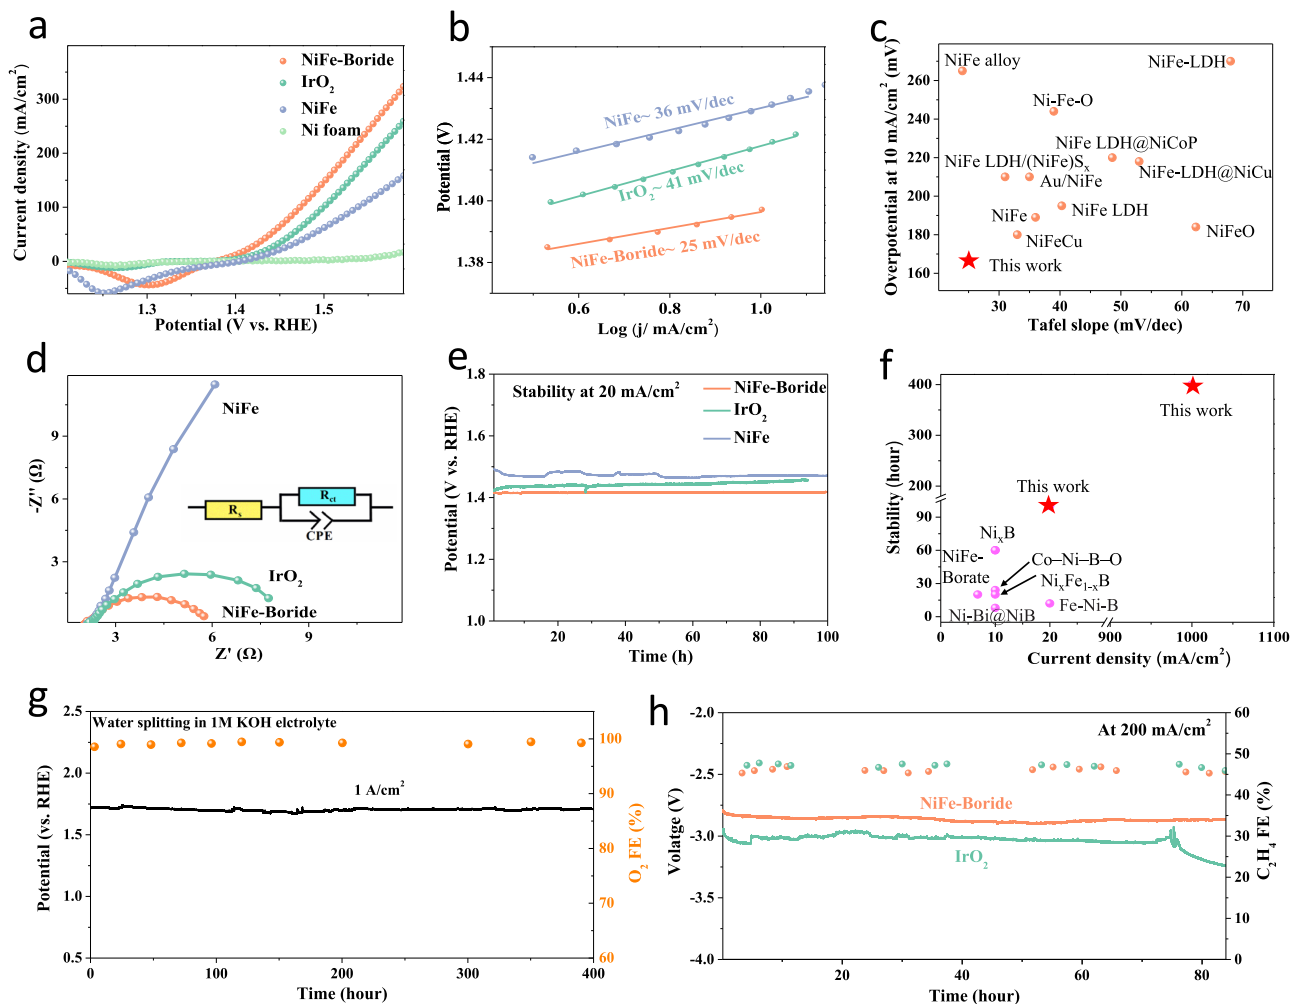 a
NiFe-Boride
IrO2
NiFe
Ni foam
Current density (mA/cm2)
300
200
100
0
1.3
1.4
1.5
Potential (V vs. RHE)
b
NiFe~ 36 mV/dec
IrO2~ 41 mV/dec
NiFe-Boride~ 25 mV/dec
Potential (V)
1.44
1.42
1.40
1.38
0.6
0.8
1.0
Log (j/ mA/cm2)
c
NiFe alloy
NiFe-LDH
Ni-Fe-O
NiFe LDH@NiCoP
NiFe LDH/(NiFe)Sx
NiFe-LDH@NiCu
Au/NiFe
NiFe
NiFe LDH
NiFeCu
NiFeO
This work
Overpotential at 10 mA/cm2 (mV)
260
240
220
200
180
160
30
40
50
60
70
Tafel slope (mV/dec)
d
NiFe
Rs
Rct
CPE
IrO2
NiFe-Boride
-Z'' (Ω)
9
6
3
3
6
9
Z' (Ω)
e
Stability at 20 mA/cm2
NiFe-Boride
IrO2
NiFe
Potential (V vs. RHE)
1.8
1.6
1.4
1.2
1.0
0
20
40
60
80
100
Time (h)
f
This work
This work
NixB
NiFe-
Borate
Co–Ni–B–O
NixFe1-xB
Ni-Bi@NiB
Fe-Ni-B
Stability (hour)
400
300
200
90
60
30
0
0
10
20
900
1000
1100
Current density (mA/cm2)
g
Water splitting in 1M KOH elctrolyte
1 A/cm2
Potential (vs. RHE)
2.5
2.0
1.5
1.0
0.5
O2 FE (%)
100
90
80
70
60
0
100
200
300
400
Time (hour)
h
At 200 mA/cm2
NiFe-Boride
IrO2
Volatge (V)
-2.0
-2.5
-3.0
-3.5
-4.0
C2H4 FE (%)
60
50
40
30
20
10
0
20
40
60
80
Time (hour)